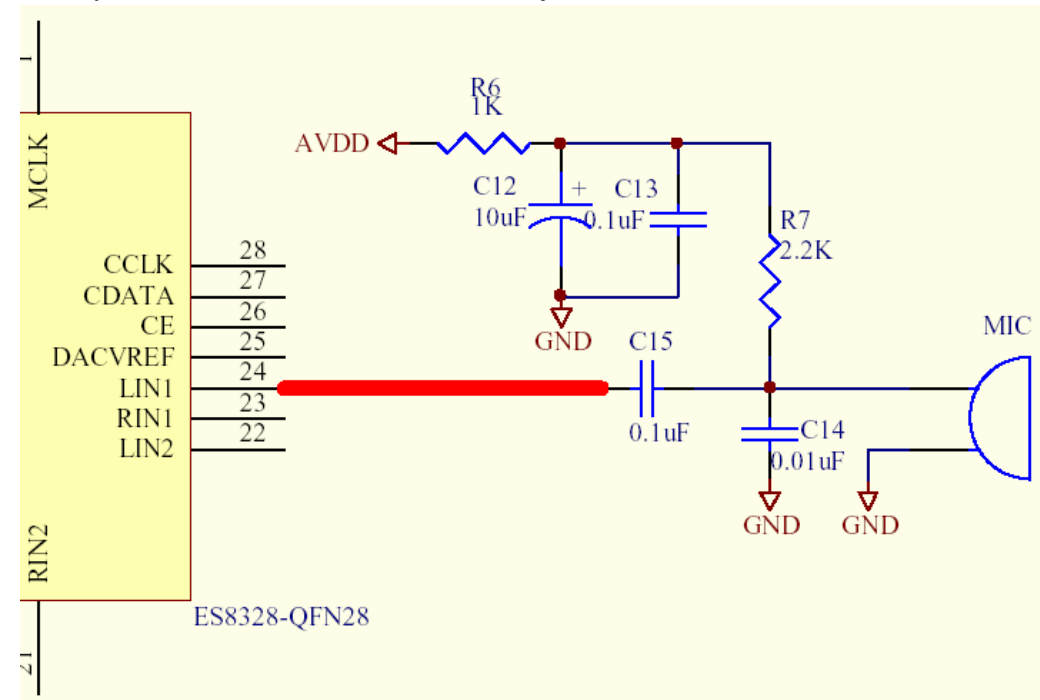 1
MCLK
R6
1K
AVDD
C12
+
10uF
C13
0.1uF
R7
2.2K
GND
MIC
CCLK
28
CDATA
27
CE
26
DACVREF
25
LIN1
24
RIN1
23
LIN2
22
C15
0.1uF
C14
0.01uF
GND
GND
RIN2
21
ES8328-QFN28